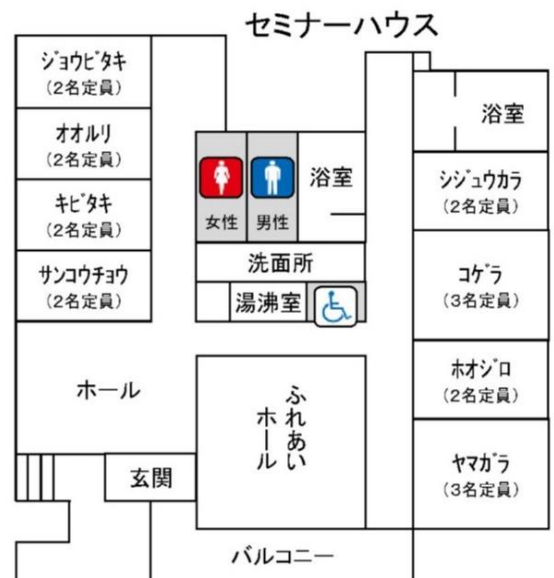 セミナーハウス
ジョウビタキ
(2名定員)
オオルリ
(2名定員)
キビタキ
(2名定員)
サンコウチョウ
(2名定員)
女性
男性
浴室
洗面所
湯沸室
浴室
シジュウカラ
(2名定員)
コゲラ
(3名定員)
ホオジロ
(2名定員)
ヤマガラ
(3名定員)
ホール
ふれあい
ホール
玄関
バルコニー